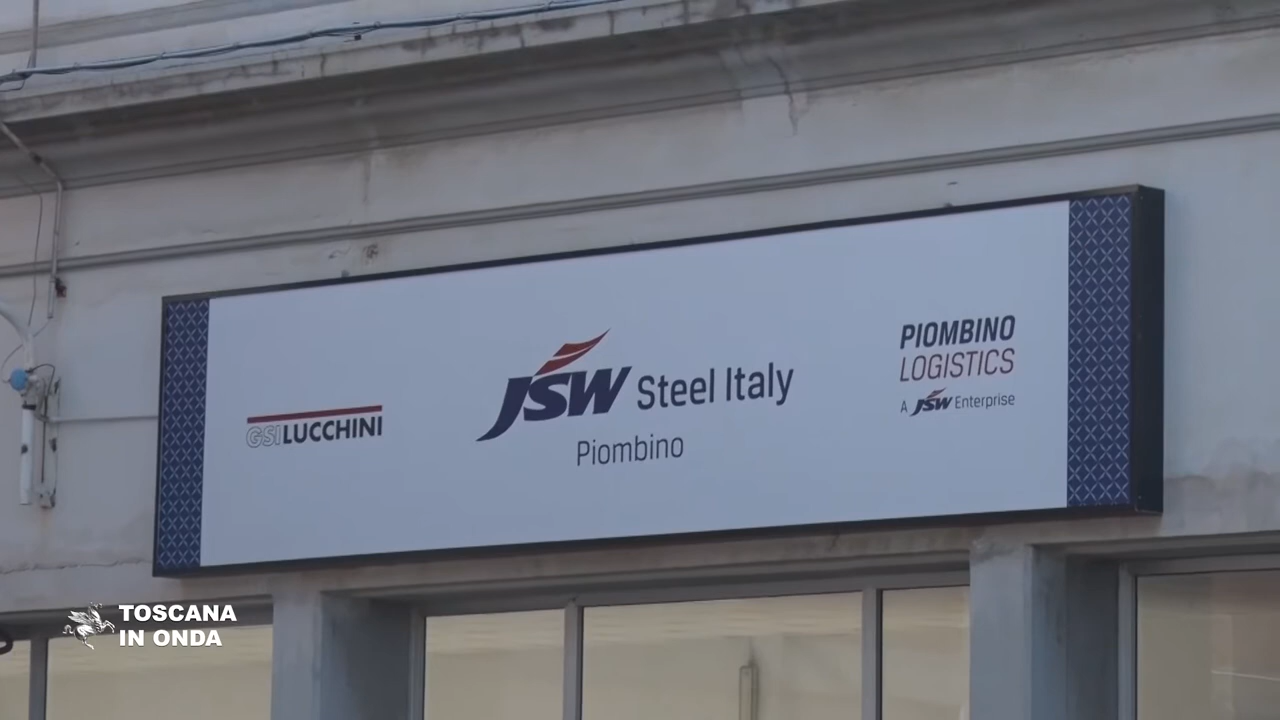 GSI LUCCHINI
JSW Steel Italy
Piombino
PIOMBINO
LOGISTICS
A JSW Enterprise
TOSCANA
IN ONDA